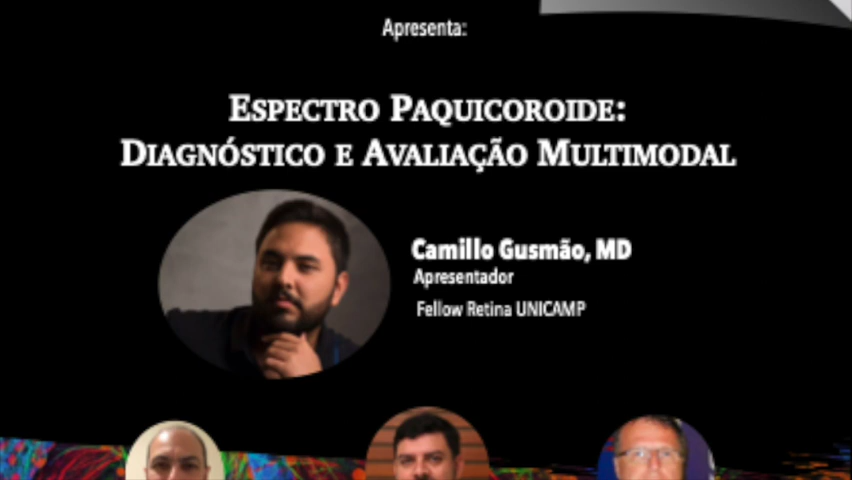 Apresenta:
Espectro Paquicoroide:
Diagnóstico e Avaliação Multimodal
Camillo Gusmão, MD
Apresentador
Fellow Retina UNICAMP